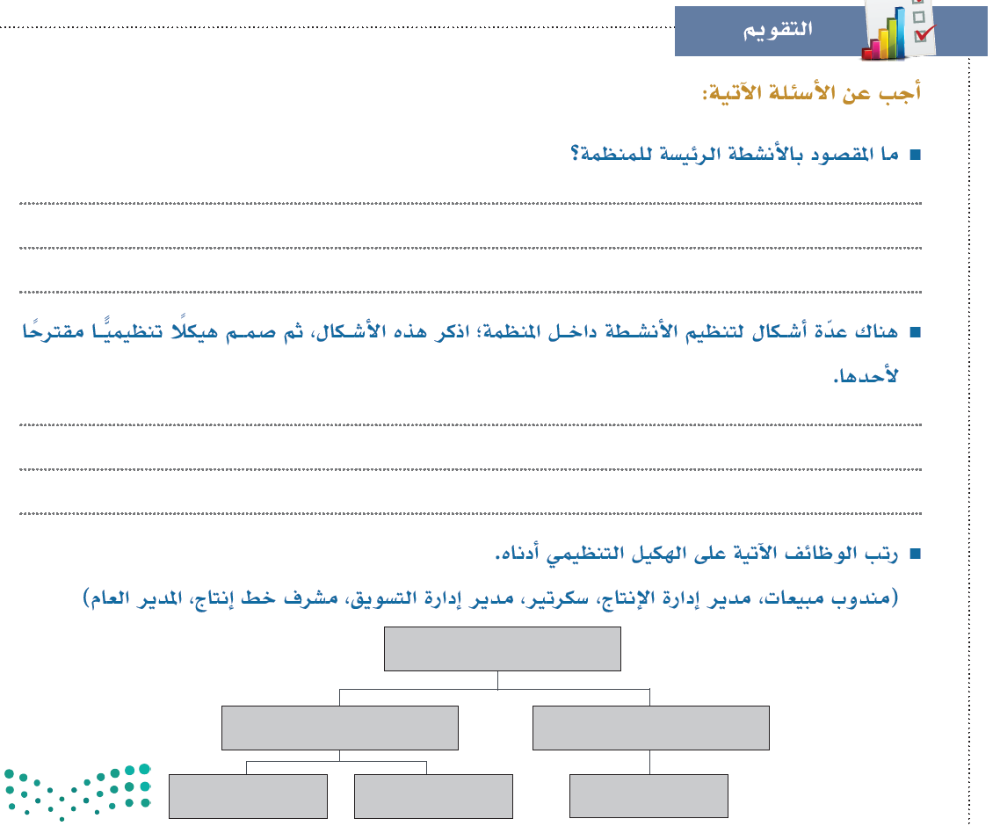 التقويم
أجب عن الأسئلة الآتية:
■ ما المقصود بالأنشطة الرئيسة للمنظمة؟
■ هناك عدّة أشكال لتنظيم الأنشطة داخل المنظمة؛ اذكر هذه الأشكال، ثم صمم هيكلًا تنظيميًّا مقترحًا
لأحدها.
■ رتب الوظائف الآتية على الهكيل التنظيمي أدناه.
(مندوب مبيعات، مدير إدارة الإنتاج، سكرتير، مدير إدارة التسويق، مشرف خط إنتاج، المدير العام)